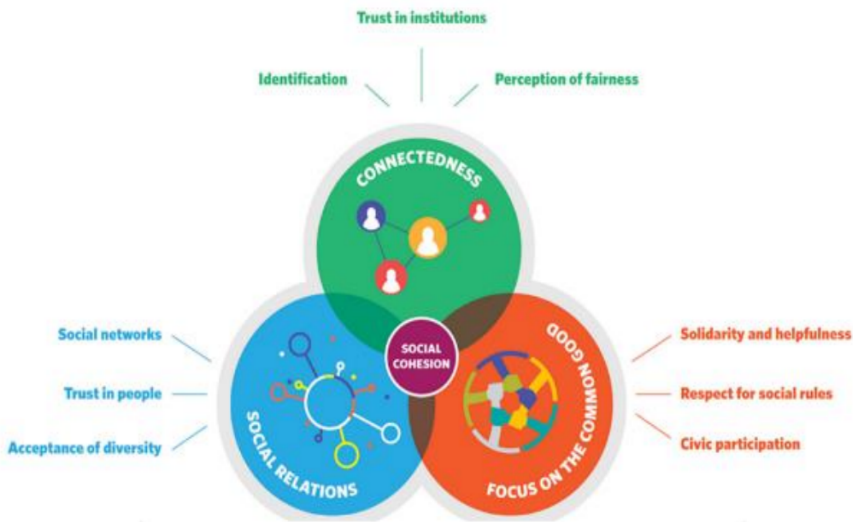 Trust in institutions
Identification
Perception of fairness
CONNECTEDNESS
Social networks
Trust in people
Acceptance of diversity
SOCIAL
COHESION
SOCIAL RELATIONS
FOCUS ON THE COMMON GOOD
Solidarity and helpfulness
Respect for social rules
Civic participation